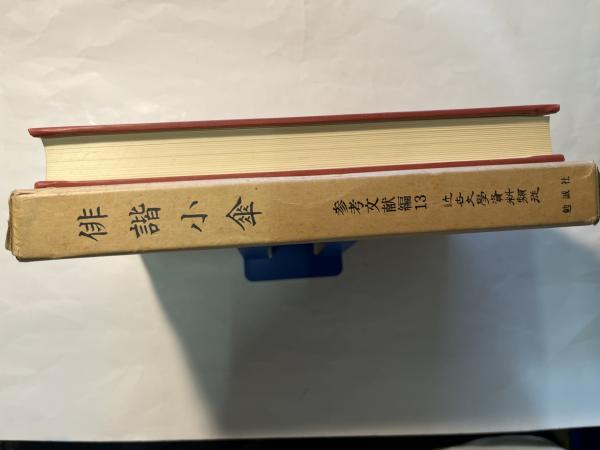 俳諧小傘
参考文献編13
近世文學資料類従
勉誠社